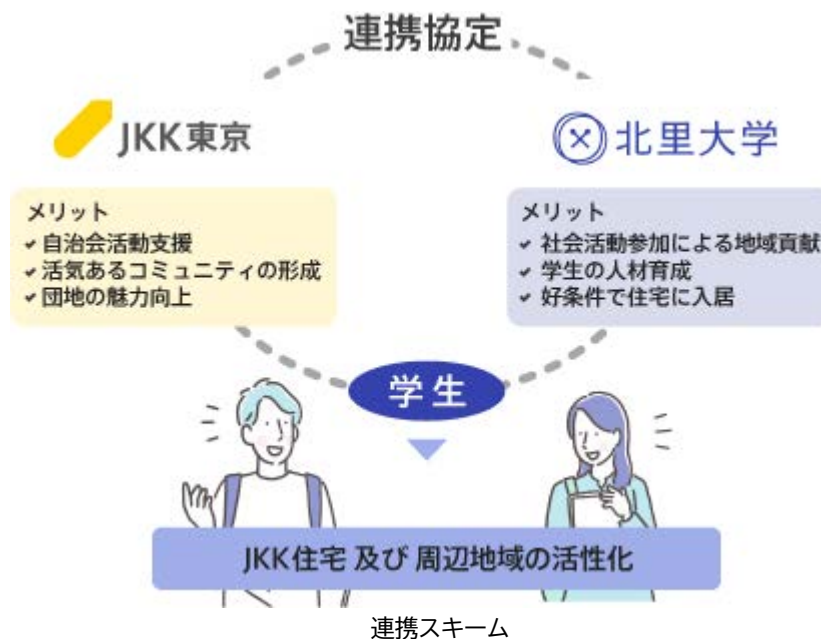 連携協定
JKK東京
北里大学
メリット
自治会活動支援
活気あるコミュニティの形成
団地の魅力向上
メリット
社会活動参加による地域貢献
学生の人材育成
好条件で住宅に入居
学生
JKK住宅 及び 周辺地域の活性化
連携スキーム